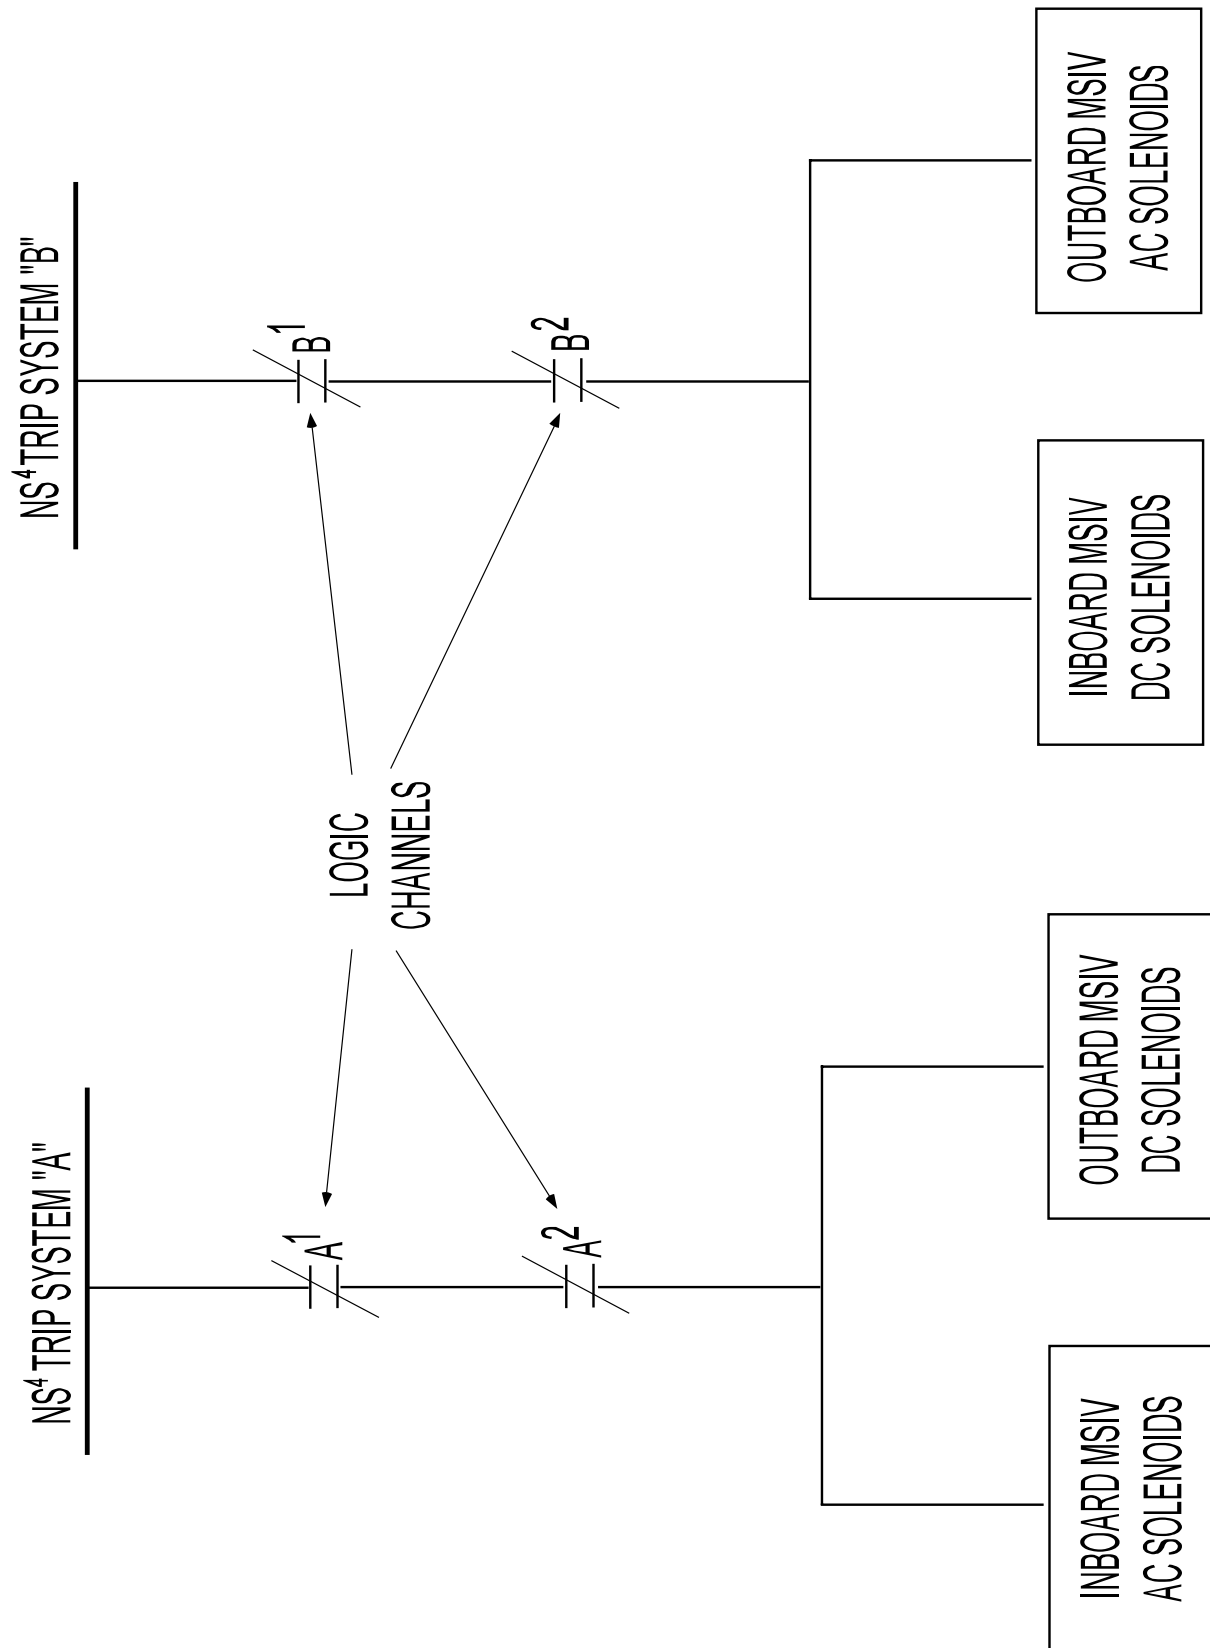 NS⁴ TRIP SYSTEM "A"
NS⁴ TRIP SYSTEM "B"
A1
B1
LOGIC
CHANNELS
A2
B2
INBOARD MSIV
AC SOLENOIDS
OUTBOARD MSIV
DC SOLENOIDS
INBOARD MSIV
DC SOLENOIDS
OUTBOARD MSIV
AC SOLENOIDS